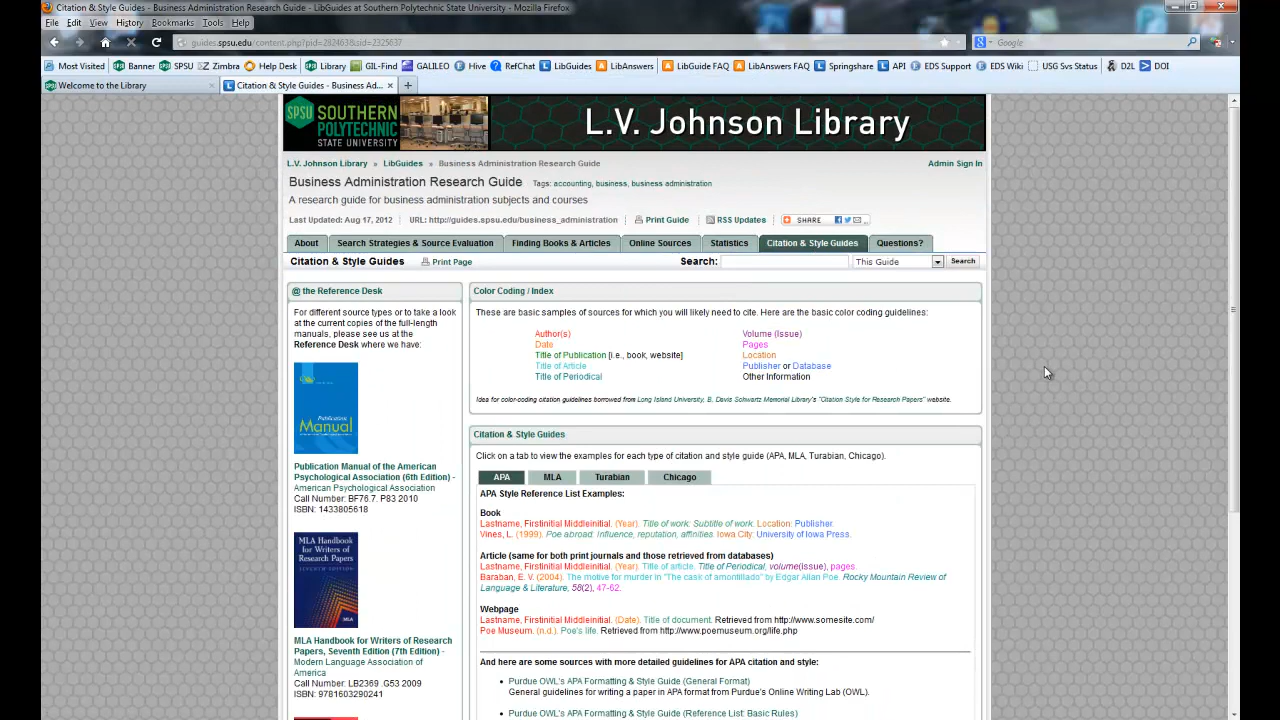 Citation & Style Guides - Business Administration Research Guide - LibGuides at Southern Polytechnic State University - Mozilla Firefox
File Edit View History Bookmarks Tools Help
guides.spsu.edu/content.php?pid=282463&sid=2325637
Google
Most Visited Banner SPSU Zimbra Help Desk Library GIL-Find GALILEO Hive RefChat LibGuides LibAnswers LibGuide FAQ LibAnswers FAQ Springshare API EDS Support EDS Wiki USG Svs Status D2L DOI
Welcome to the Library
Citation & Style Guides - Business Ad...
SPSU SOUTHERN POLYTECHNIC STATE UNIVERSITY
L.V. Johnson Library
L.V. Johnson Library » LibGuides » Business Administration Research Guide
Admin Sign In
Business Administration Research Guide Tags: accounting, business, business administration
A research guide for business administration subjects and courses
Last Updated: Aug 17, 2012 URL: http://guides.spsu.edu/business_administration Print Guide RSS Updates SHARE
About Search Strategies & Source Evaluation Finding Books & Articles Online Sources Statistics Citation & Style Guides Questions?
Citation & Style Guides Print Page Search: This Guide Search
@ the Reference Desk
For different source types or to take a look
at the current copies of the full-length
manuals, please see us at the
Reference Desk where we have:
Publication
Manual
Publication Manual of the American
Psychological Association (6th Edition) -
American Psychological Association
Call Number: BF76.7. P83 2010
ISBN: 1433805618
MLA Handbook
for Writers of
Research Papers
MLA
MLA Handbook for Writers of Research
Papers, Seventh Edition (7th Edition) -
Modern Language Association of
America
Call Number: LB2369 .G53 2009
ISBN: 9781603290241
Color Coding / Index
These are basic samples of sources for which you will likely need to cite. Here are the basic color coding guidelines:
Author(s) Volume (Issue)
Date Pages
Title of Publication [i.e., book, website] Location
Title of Article Publisher or Database
Title of Periodical Other Information
Idea for color-coding citation guidelines borrowed from Long Island University, B. Davis Schwartz Memorial Library's "Citation Style for Research Papers" website.
Citation & Style Guides
Click on a tab to view the examples for each type of citation and style guide (APA, MLA, Turabian, Chicago).
APA MLA Turabian Chicago
APA Style Reference List Examples:
Book
Lastname, Firstinitial Middleinitial. (Year). Title of work: Subtitle of work. Location: Publisher.
Vines, L. (1999). Poe abroad: Influence, reputation, affinities. Iowa City: University of Iowa Press.
Article (same for both print journals and those retrieved from databases)
Lastname, Firstinitial Middleinitial. (Year). Title of article. Title of Periodical, volume(issue), pages.
Baraban, E. V. (2004). The motive for murder in "The cask of amontillado" by Edgar Allan Poe. Rocky Mountain Review of
Language & Literature, 58(2), 47-62.
Webpage
Lastname, Firstinitial Middleinitial. (Date). Title of document. Retrieved from http://www.somesite.com/
Poe Museum. (n.d.). Poe's life. Retrieved from http://www.poemuseum.org/life.php
And here are some sources with more detailed guidelines for APA citation and style:
• Purdue OWL's APA Formatting & Style Guide (General Format)
General guidelines for writing a paper in APA format from Purdue's Online Writing Lab (OWL).
• Purdue OWL's APA Formatting & Style Guide (Reference List: Basic Rules)